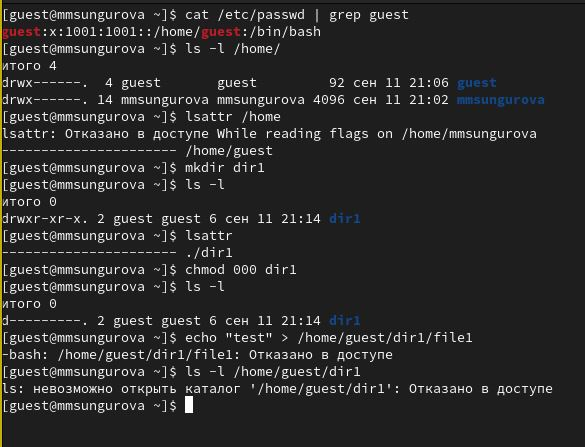 [guest@mmsungurova ~]$ cat /etc/passwd | grep guest
guest:x:1001:1001::/home/guest:/bin/bash
[guest@mmsungurova ~]$ ls -l /home/
итого 4
drwx------.  4 guest       guest         92 сен 11 21:06 guest
drwx------. 14 mmsungurova mmsungurova 4096 сен 11 21:02 mmsungurova
[guest@mmsungurova ~]$ lsattr /home
lsattr: Отказано в доступе While reading flags on /home/mmsungurova
---------------------- /home/guest
[guest@mmsungurova ~]$ mkdir dir1
[guest@mmsungurova ~]$ ls -l
итого 0
drwxr-xr-x. 2 guest guest 6 сен 11 21:14 dir1
[guest@mmsungurova ~]$ lsattr
---------------------- ./dir1
[guest@mmsungurova ~]$ chmod 000 dir1
[guest@mmsungurova ~]$ ls -l
итого 0
d---------. 2 guest guest 6 сен 11 21:14 dir1
[guest@mmsungurova ~]$ echo "test" > /home/guest/dir1/file1
-bash: /home/guest/dir1/file1: Отказано в доступе
[guest@mmsungurova ~]$ ls -l /home/guest/dir1
ls: невозможно открыть каталог '/home/guest/dir1': Отказано в доступе
[guest@mmsungurova ~]$